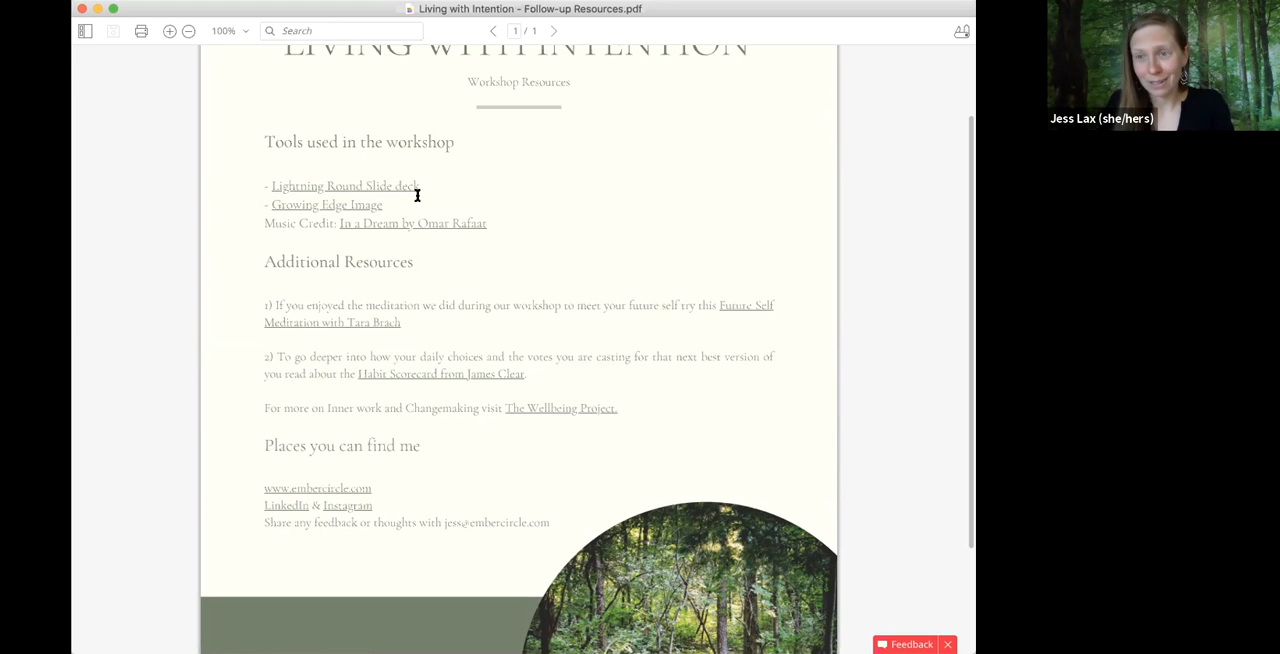 Living with Intention - Follow-up Resources.pdf
100%
Search
1 / 1
LIVING WITH INTENTION
Workshop Resources
Tools used in the workshop
- Lightning Round Slide deck
- Growing Edge Image
Music Credit: In a Dream by Omar Rafaat
Additional Resources
1) If you enjoyed the meditation we did during our workshop to meet your future self try this Future Self
Meditation with Tara Brach
2) To go deeper into how your daily choices and the votes you are casting for that next best version of
you read about the Habit Scorecard from James Clear.
For more on Inner work and Changemaking visit The Wellbeing Project.
Places you can find me
www.embercircle.com
LinkedIn & Instagram
Share any feedback or thoughts with jess@embercircle.com
Feedback
Jess Lax (she/hers)